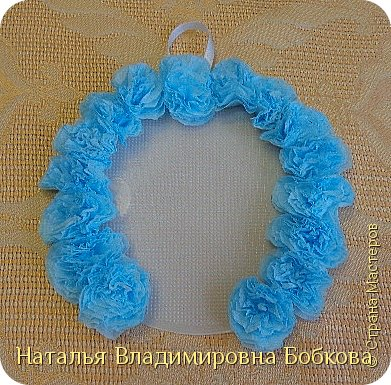 Наталья Владимировна Бобкова
© Страна Мастеров